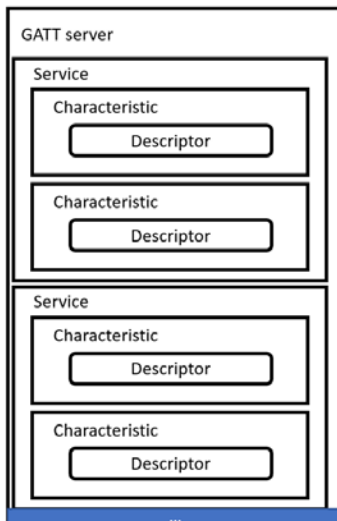 GATT server
Service
Characteristic
Descriptor
Characteristic
Descriptor
Service
Characteristic
Descriptor
Characteristic
Descriptor